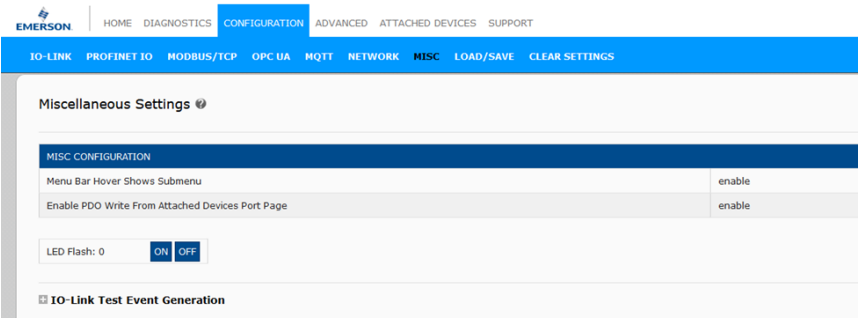 EMERSON
HOME DIAGNOSTICS CONFIGURATION ADVANCED ATTACHED DEVICES SUPPORT
IO-LINK PROFINET IO MODBUS/TCP OPC UA MQTT NETWORK MISC LOAD/SAVE CLEAR SETTINGS
Miscellaneous Settings ?
MISC CONFIGURATION
Menu Bar Hover Shows Submenu enable
Enable PDO Write From Attached Devices Port Page enable
LED Flash: 0 ON OFF
IO-Link Test Event Generation